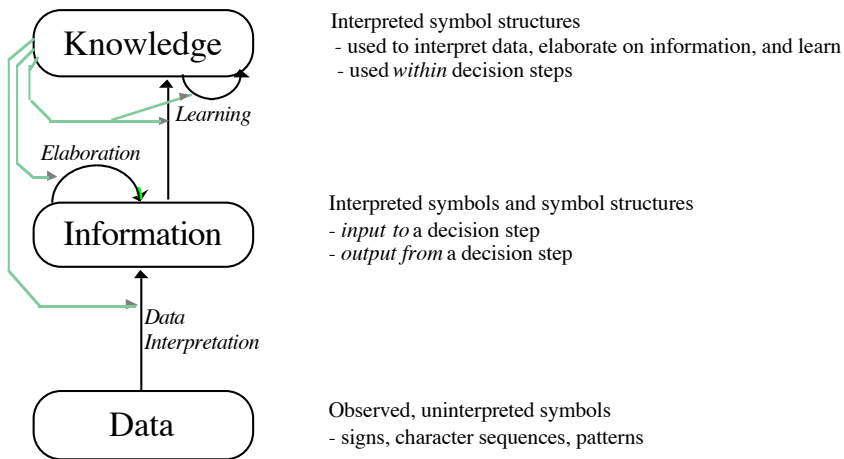 Knowledge
Interpreted symbol structures
- used to interpret data, elaborate on information, and learn
- used within decision steps
Learning
Elaboration
Information
Interpreted symbols and symbol structures
- input to a decision step
- output from a decision step
Data
Interpretation
Data
Observed, uninterpreted symbols
- signs, character sequences, patterns